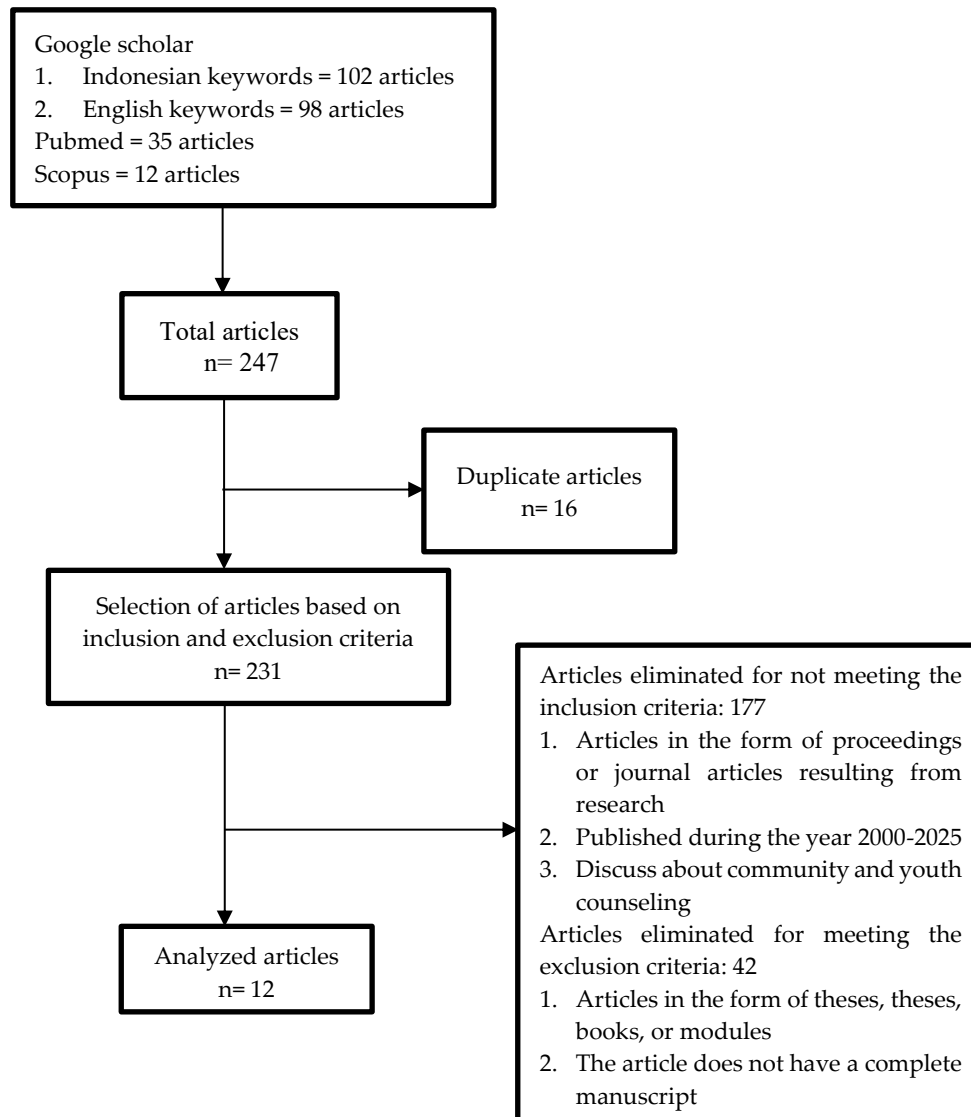 Google scholar
1. Indonesian keywords = 102 articles
2. English keywords = 98 articles
Pubmed = 35 articles
Scopus = 12 articles
Total articles
n= 247
Duplicate articles
n= 16
Selection of articles based on
inclusion and exclusion criteria
n= 231
Articles eliminated for not meeting the
inclusion criteria: 177
1. Articles in the form of proceedings
or journal articles resulting from
research
2. Published during the year 2000-2025
3. Discuss about community and youth
counseling
Articles eliminated for meeting the
exclusion criteria: 42
1. Articles in the form of theses, theses,
books, or modules
2. The article does not have a complete
manuscript
Analyzed articles
n= 12